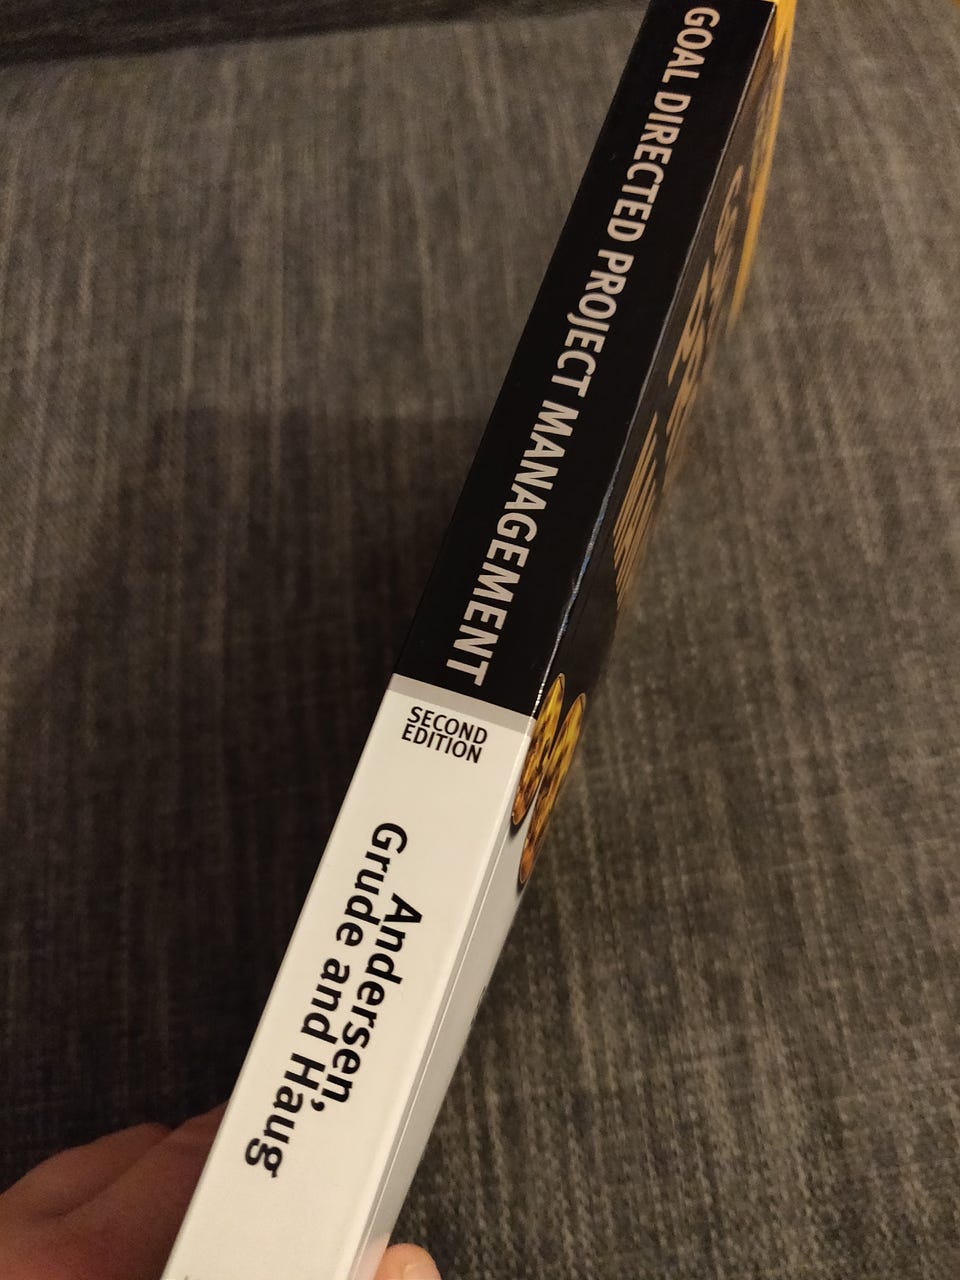 GOAL DIRECTED PROJECT MANAGEMENT
SECOND
EDITION
Andersen,
Grude and Haug